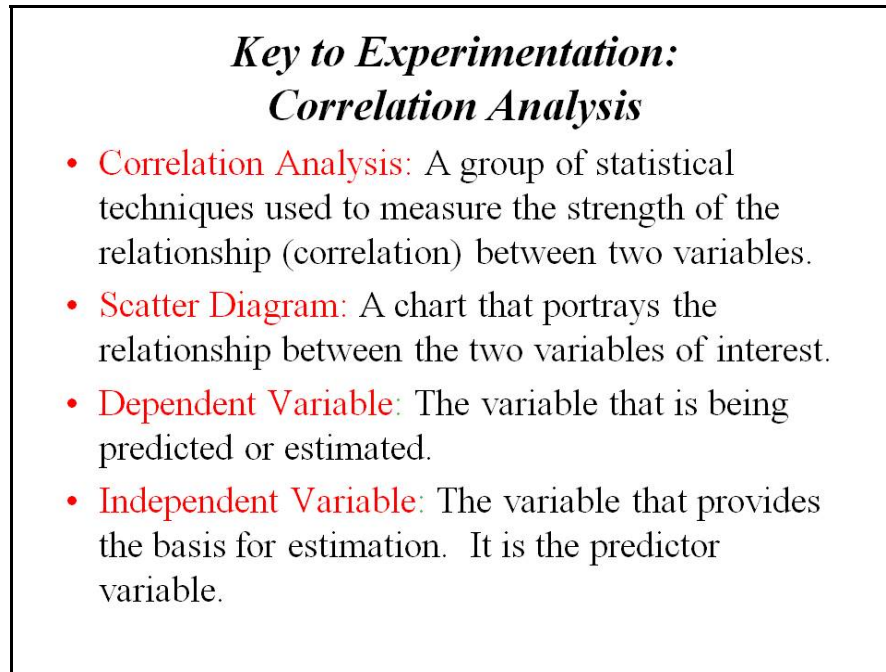 Key to Experimentation:
Correlation Analysis
• Correlation Analysis: A group of statistical
techniques used to measure the strength of the
relationship (correlation) between two variables.
• Scatter Diagram: A chart that portrays the
relationship between the two variables of interest.
• Dependent Variable: The variable that is being
predicted or estimated.
• Independent Variable: The variable that provides
the basis for estimation.  It is the predictor
variable.